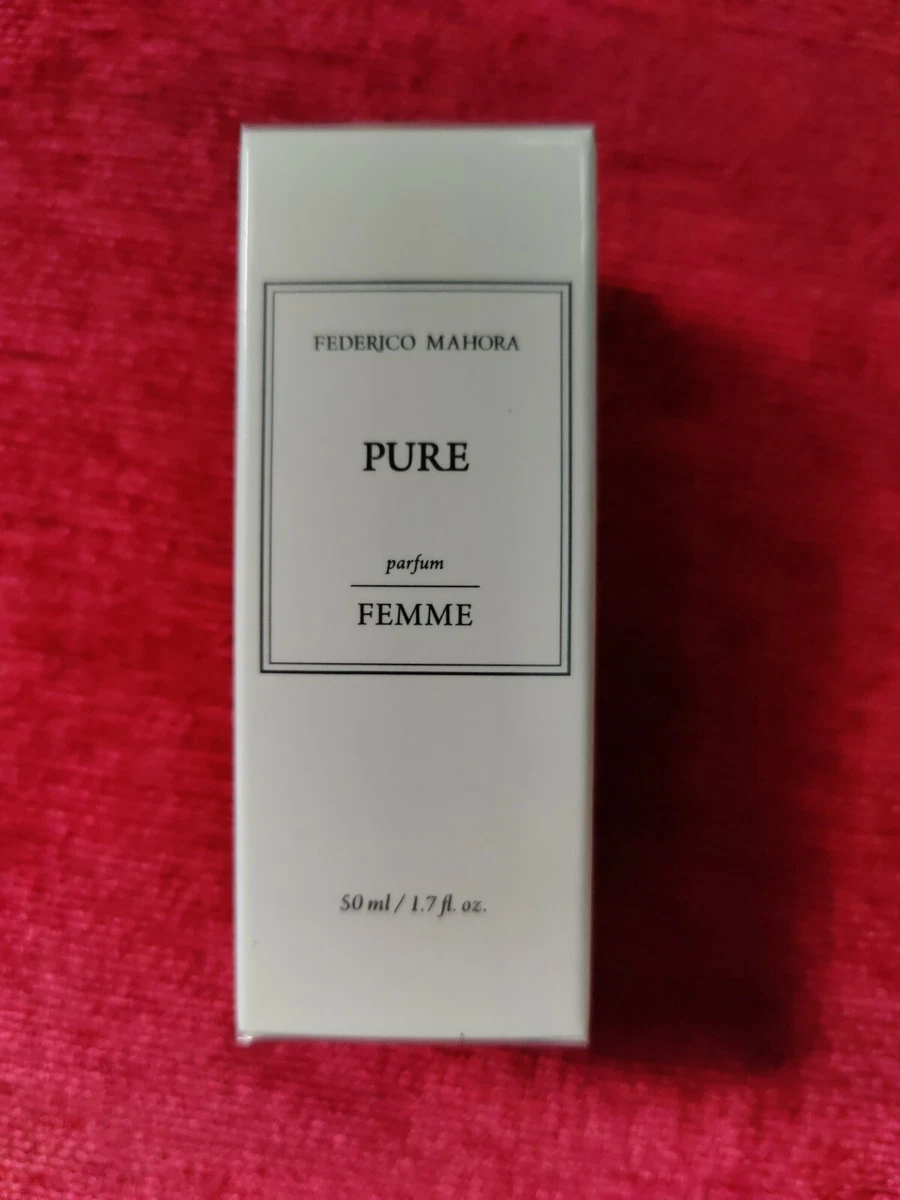 FEDERICO MAHORA
PURE
parfum
FEMME
50 ml / 1.7 fl. oz.